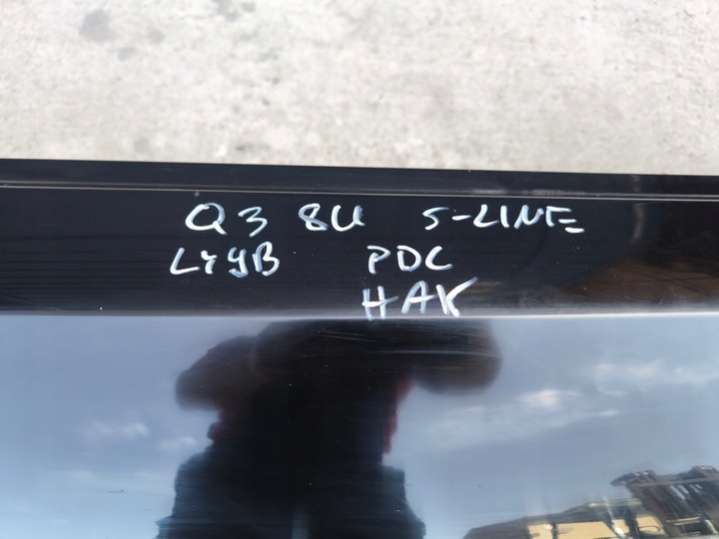 Q3 8U S-LINE
LY9B PDC
HAK